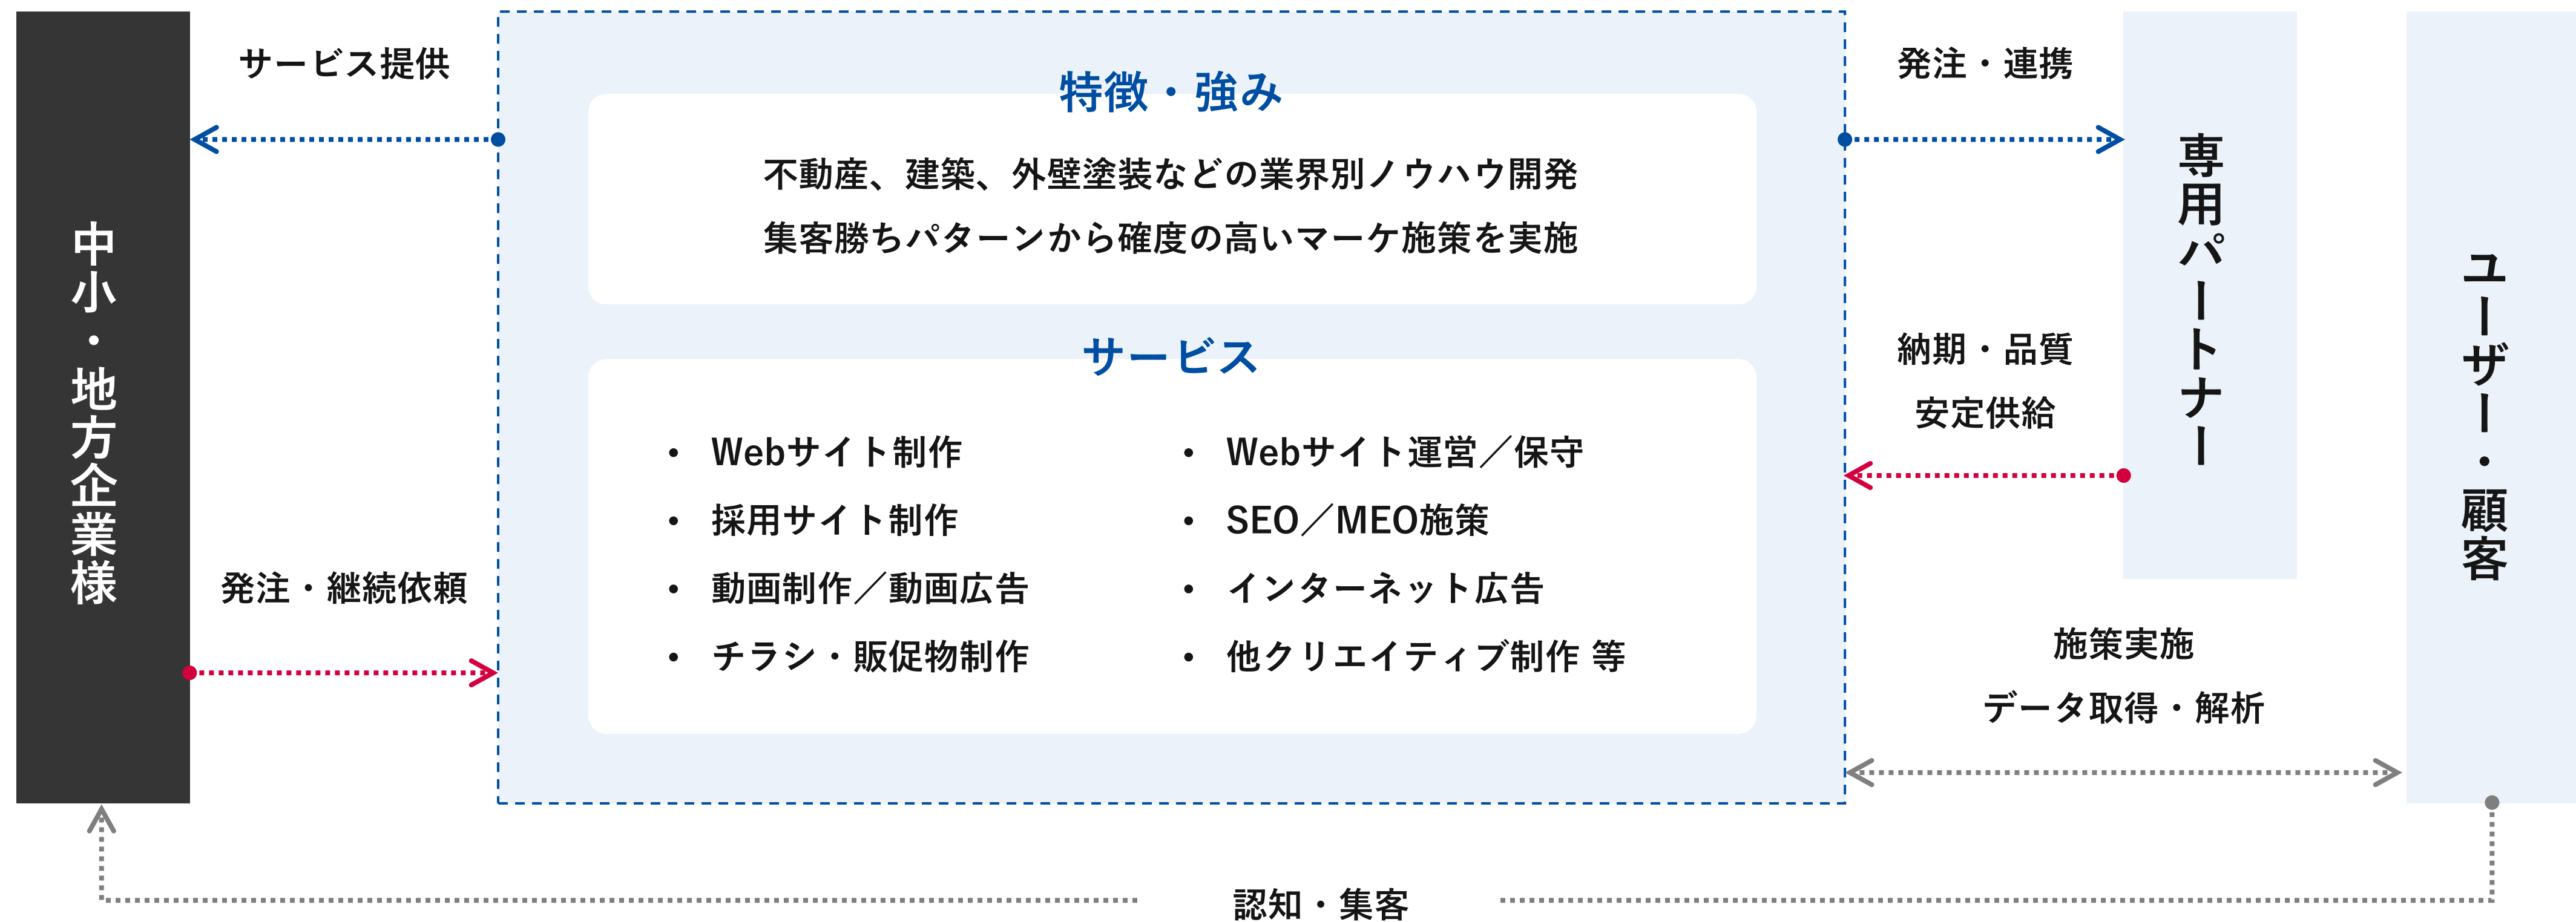 中小・地方企業様
サービス提供
発注・継続依頼
特徴・強み
不動産、建築、外壁塗装などの業界別ノウハウ開発
集客勝ちパターンから確度の高いマーケ施策を実施
サービス
• Webサイト制作
• 採用サイト制作
• 動画制作／動画広告
• チラシ・販促物制作
• Webサイト運営／保守
• SEO／MEO施策
• インターネット広告
• 他クリエイティブ制作 等
発注・連携
納期・品質
安定供給
専用パートナー
施策実施
データ取得・解析
ユーザー・顧客
認知・集客